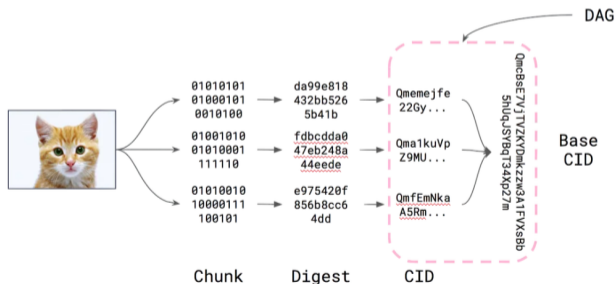 DAG
01010101
01000101
0010100
da99e818
432bb526
5b41b
Qmemejfe
22Gy...
01001010
01010001
111110
fdbcdda0
47eb248a
44eede
Qma1kuVp
Z9MU...
01010010
10000111
100101
e975420f
856b8cc6
4dd
QmfEmNka
A5Rm...
QmcBsE7VjTVZKYDmkzzw3A1FVXsBb
5hUqJSYBqT34Xp27m
Base
CID
Chunk
Digest
CID